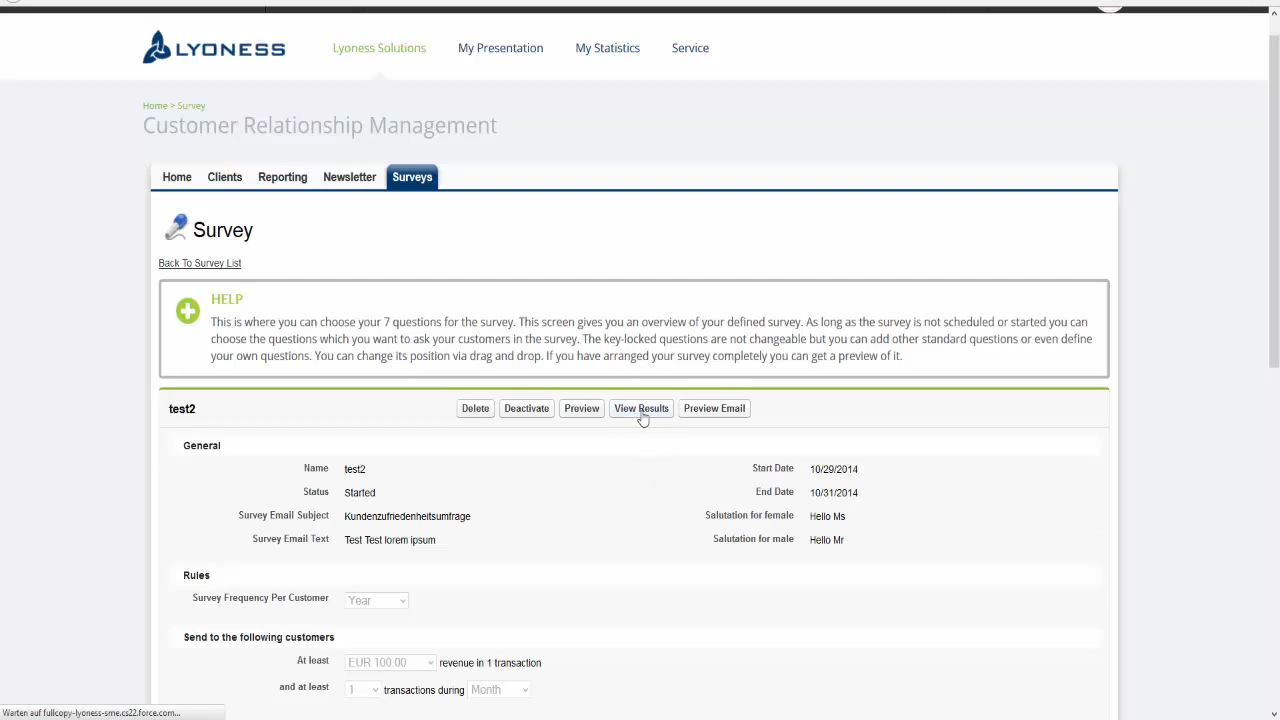 LYONESS
Lyoness Solutions My Presentation My Statistics Service
Home > Survey
Customer Relationship Management
Home Clients Reporting Newsletter Surveys
Survey
Back To Survey List
HELP
This is where you can choose your 7 questions for the survey. This screen gives you an overview of your defined survey. As long as the survey is not scheduled or started you can
choose the questions which you want to ask your customers in the survey. The key-locked questions are not changeable but you can add other standard questions or even define
your own questions. You can change its position via drag and drop. If you have arranged your survey completely you can get a preview of it.
test2 Delete Deactivate Preview View Results Preview Email
General
Name test2 Start Date 10/29/2014
Status Started End Date 10/31/2014
Survey Email Subject Kundenzufriedenheitsumfrage Salutation for female Hello Ms
Survey Email Text Test Test lorem ipsum Salutation for male Hello Mr
Rules
Survey Frequency Per Customer Year
Send to the following customers
At least EUR 100.00 revenue in 1 transaction
and at least 1 transactions during Month
Warten auf fullcopy-lyoness-sme.cs22.force.com...